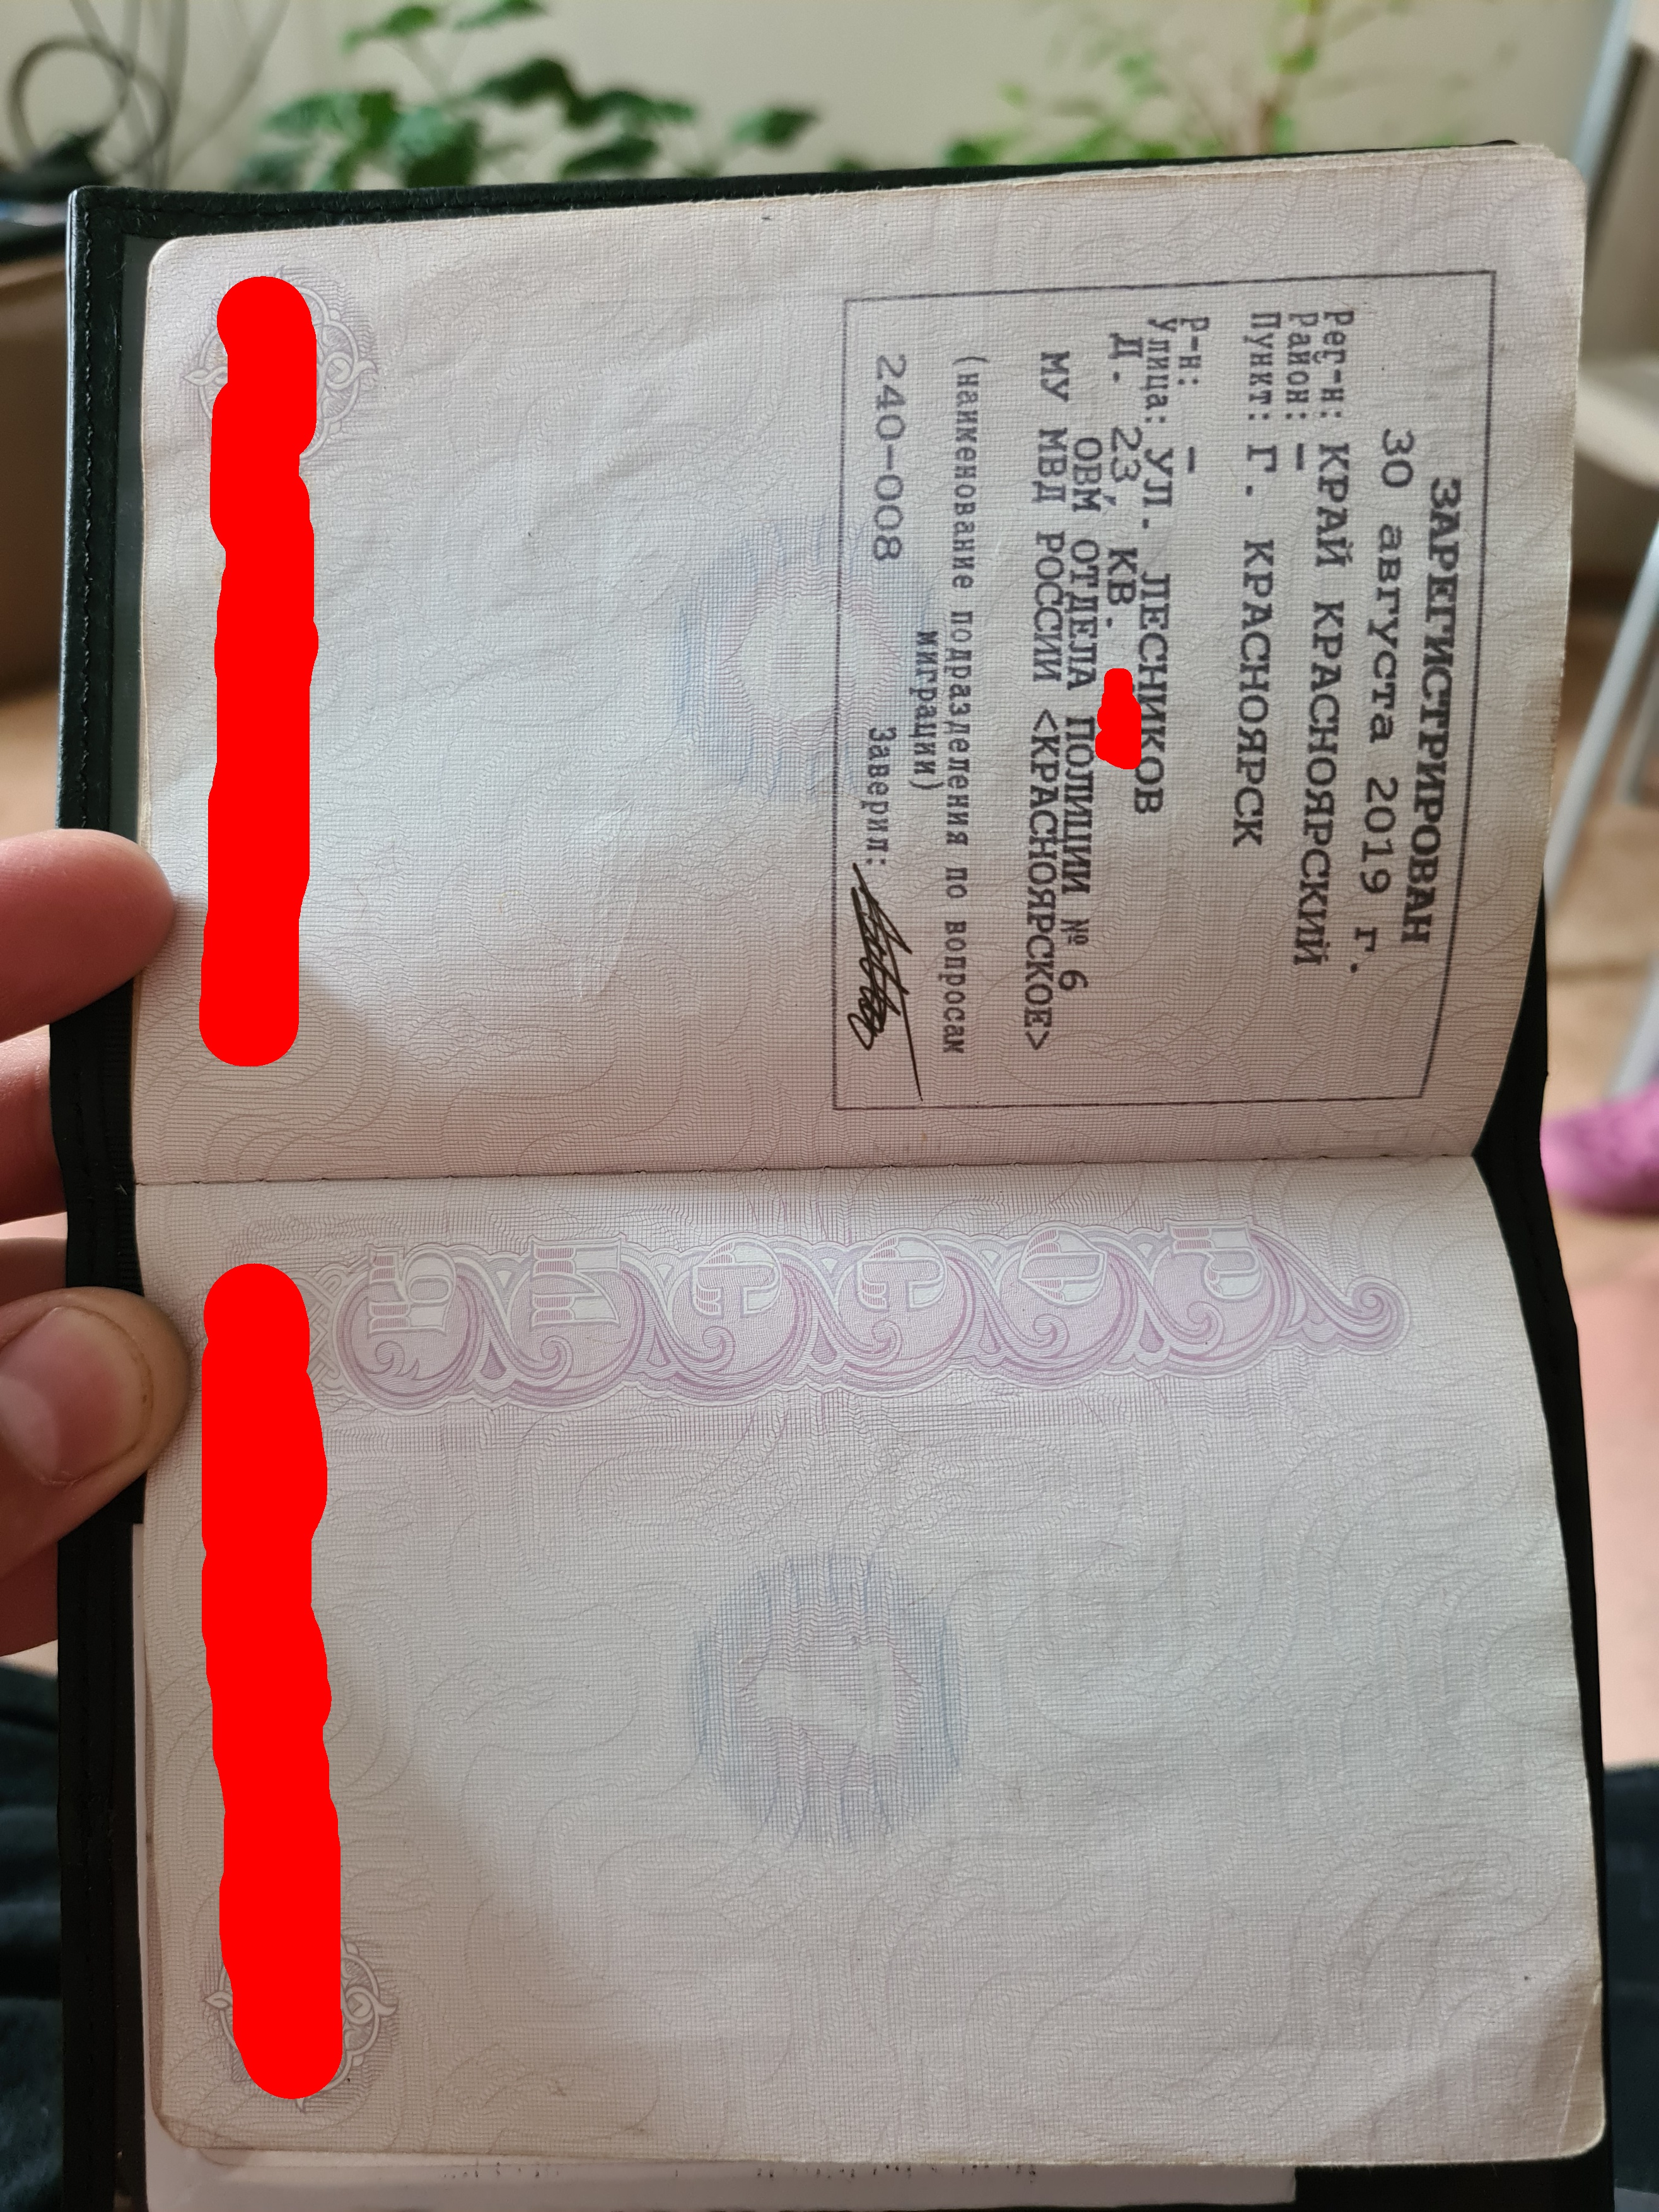 ЗАРЕГИСТРИРОВАН
30 августа 2019 г.
Рег-н: КРАЙ КРАСНОЯРСКИЙ
Район: –
Пункт: Г. КРАСНОЯРСК
Р-н: –
Улица: УЛ. ЛЕСНИКОВ
Д. 23, КВ.
ОВМ ОТДЕЛА ПОЛИЦИИ № 6
МУ МВД РОССИИ <КРАСНОЯРСКОЕ>
(наименование подразделения по вопросам
миграции)
240-008 Заверил: